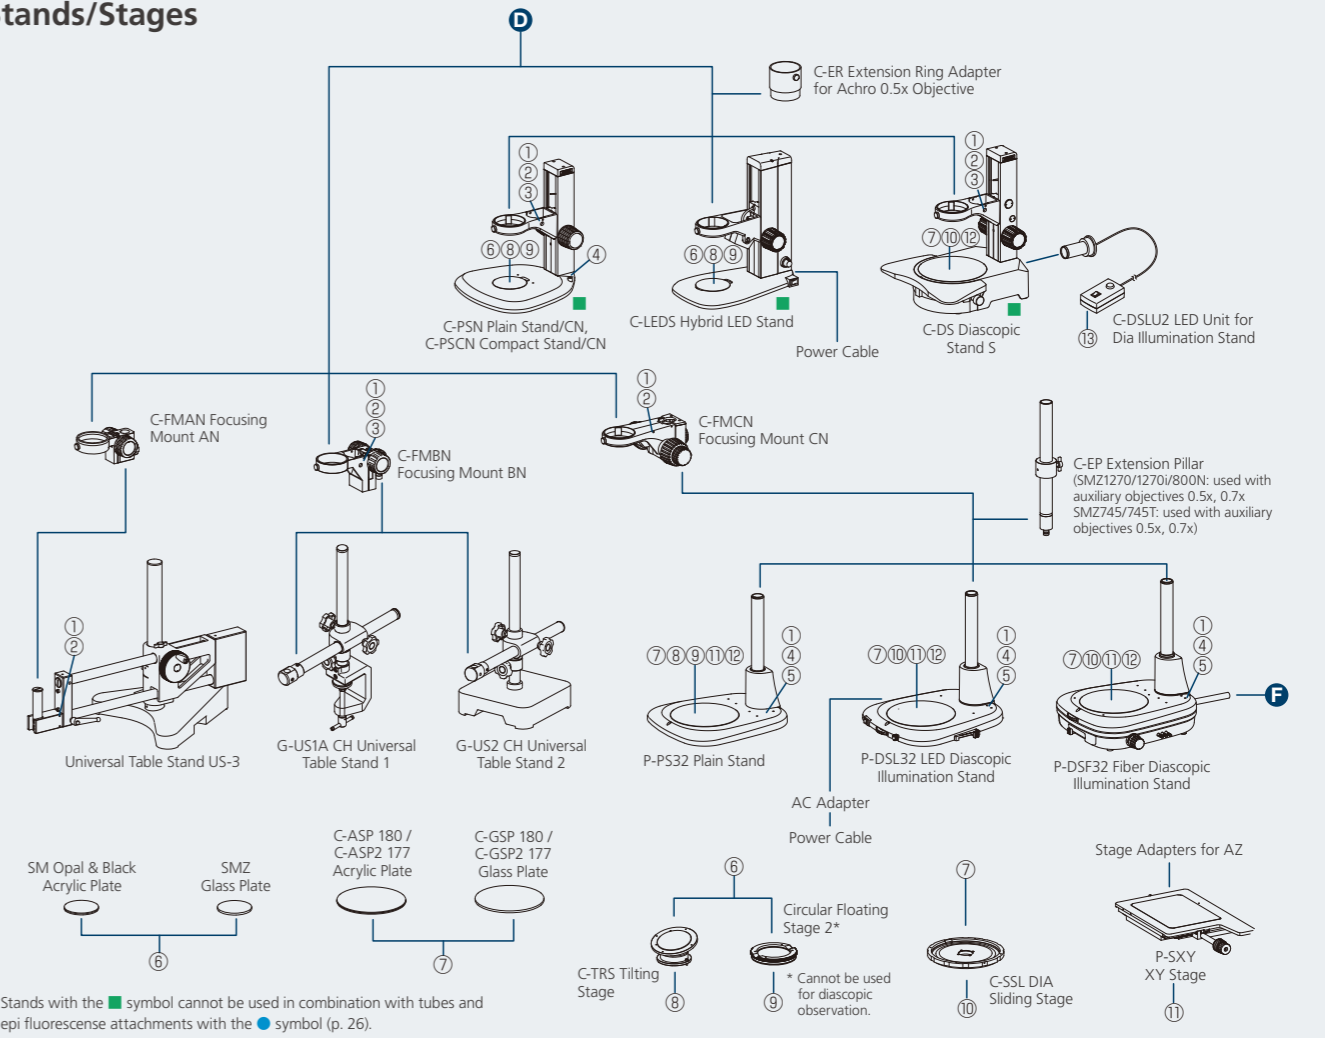 Stands/Stages
D
C-ER Extension Ring Adapter
for Achro 0.5x Objective
①
②
③
⑥⑧⑨
④
C-PSN Plain Stand/CN,
C-PSCN Compact Stand/CN
⑥⑧⑨
C-LEDS Hybrid LED Stand
Power Cable
①
②
③
⑦⑩⑫
C-DS Diascopic
Stand S
⑬
C-DSLU2 LED Unit for
Dia Illumination Stand
C-FMAN Focusing
Mount AN
①
②
③
C-FMBN
Focusing Mount BN
①
②
C-FMCN
Focusing Mount CN
C-EP Extension Pillar
(SMZ1270/1270i/800N: used with
auxiliary objectives 0.5x, 0.7x
SMZ745/745T: used with auxiliary
objectives 0.5x, 0.7x)
①
②
Universal Table Stand US-3
G-US1A CH Universal
Table Stand 1
G-US2 CH Universal
Table Stand 2
⑦⑧⑨⑪⑫
①
④
⑤
P-PS32 Plain Stand
⑦⑩⑪⑫
①
④
⑤
P-DSL32 LED Diascopic
Illumination Stand
AC Adapter
Power Cable
⑦⑩⑪⑫
①
④
⑤
F
P-DSF32 Fiber Diascopic
Illumination Stand
SM Opal & Black
Acrylic Plate
SMZ
Glass Plate
⑥
C-ASP 180 /
C-ASP2 177
Acrylic Plate
C-GSP 180 /
C-GSP2 177
Glass Plate
⑦
⑥
C-TRS Tilting
Stage
⑧
Circular Floating
Stage 2*
⑨
* Cannot be used
for diascopic
observation.
⑦
C-SSL DIA
Sliding Stage
⑩
Stage Adapters for AZ
P-SXY
XY Stage
⑪
Stands with the ■ symbol cannot be used in combination with tubes and
epi fluorescense attachments with the ● symbol (p. 26).